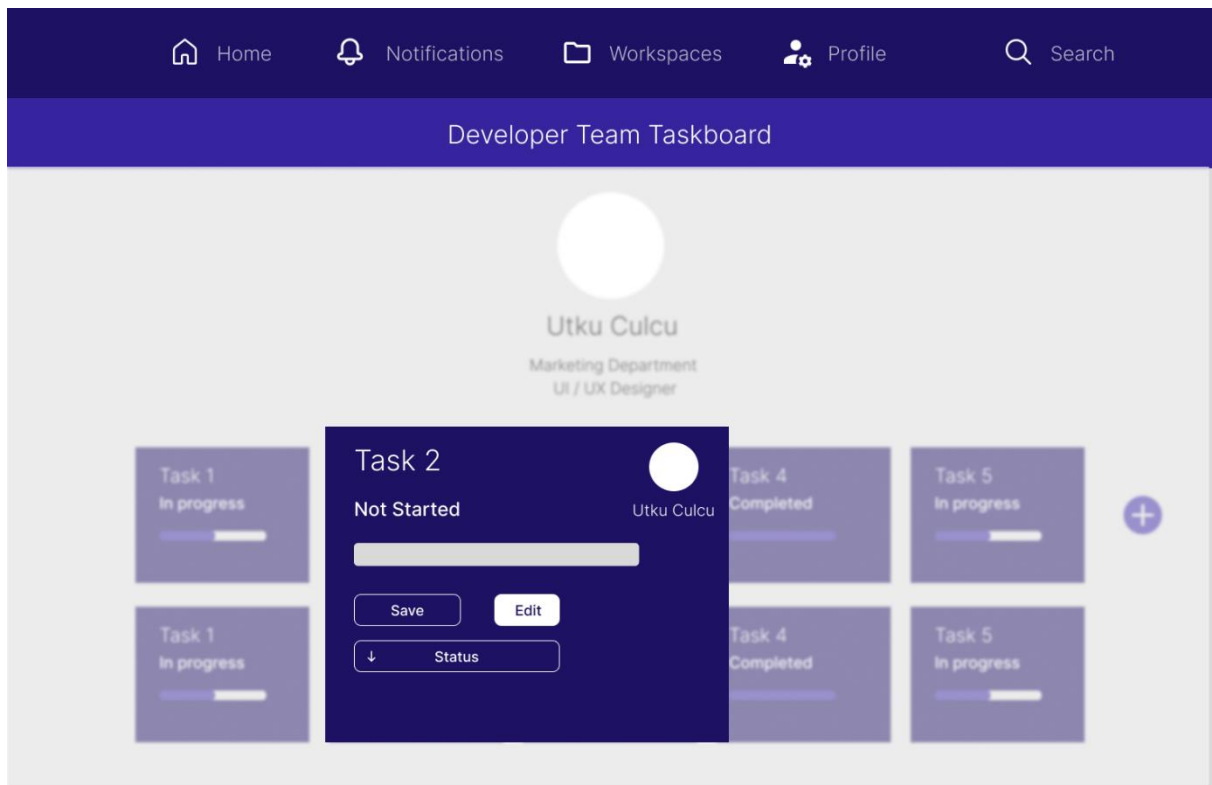 Home Notifications Workspaces Profile Search
Developer Team Taskboard
Utku Culcu
Marketing Department
UI / UX Designer
Task 1
In progress
Task 2
Not Started
Utku Culcu
Save
Edit
↓ Status
Task 4
Completed
Task 5
In progress
Task 1
In progress
Task 4
Completed
Task 5
In progress